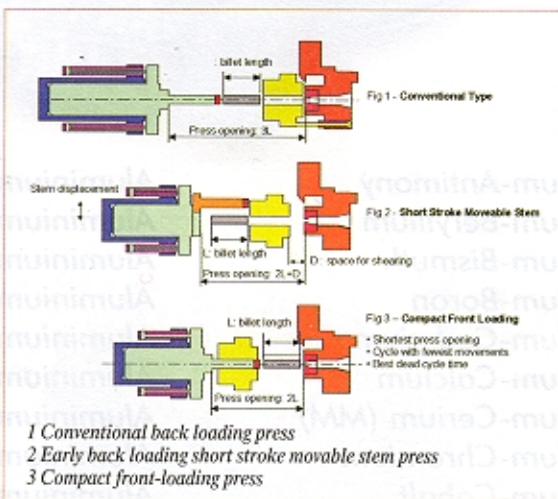 : billet length
Fig 1 - Conventional Type
Press opening: 3L
Stem displacement
Fig 2 - Short Stroke Moveable Stem
L: billet length
D : space for shearing
Press opening: 2L+D
Fig 3 - Compact Front Loading
L: billet length
- Shortest press opening
- Cycle with fewest movements
- Best dead cycle time
Press opening: 2L
1 Conventional back loading press
2 Early back loading short stroke movable stem press
3 Compact front-loading press
um-Antimony
um-Beryllium
um-Bismuth
um-Boron
um-Calcium
um-Cerium (MM)
um-Chro
um-Cobalt
Aluminium
Aluminium
Aluminium
Aluminium
Aluminium
Aluminium